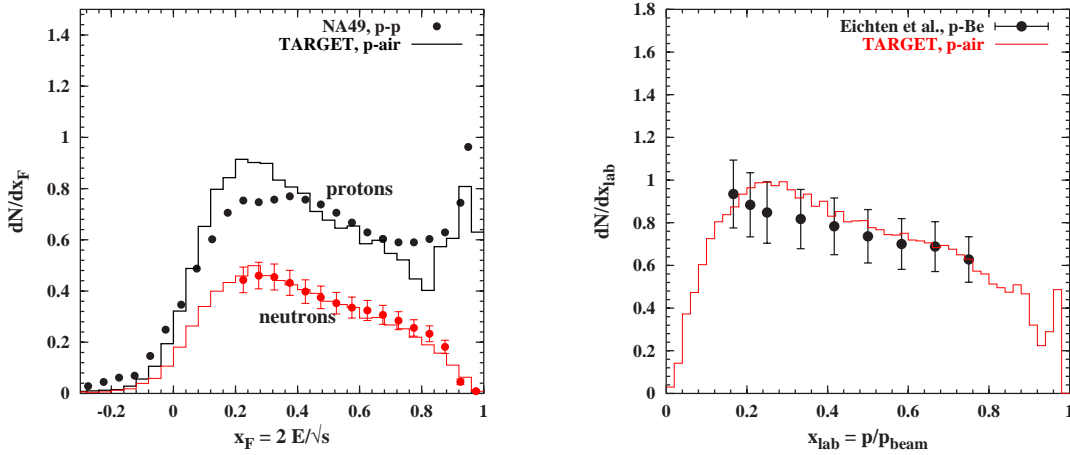 NA49, p-p
TARGET, p-air
protons
neutrons
dN/dx_F
1.4
1.2
1
0.8
0.6
0.4
0.2
0
-0.2 0 0.2 0.4 0.6 0.8 1
x_F = 2 E/√s
Eichten et al., p-Be
TARGET, p-air
dN/dx_lab
1.8
1.6
1.4
1.2
1
0.8
0.6
0.4
0.2
0
0 0.2 0.4 0.6 0.8 1
x_lab = p/p_beam